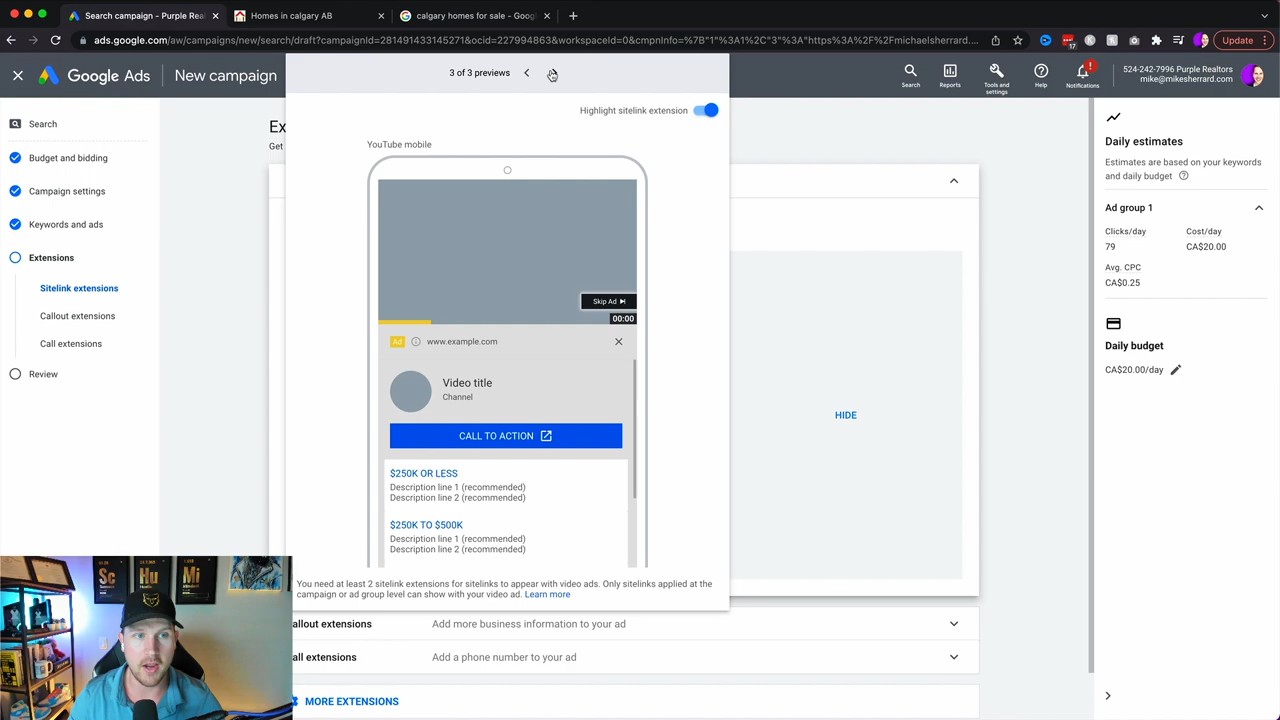 Search campaign - Purple Rea
Homes in calgary AB
calgary homes for sale - Goog
Update
ads.google.com/aw/campaigns/new/search/draft?campaignId=281491433145271&ocid=227994863&workspaceId=0&cmpnInfo=%7B"1"%3A1%2C"3"%3A"https%3A%2F%2Fmichaelsherrard....
17
Google Ads
New campaign
3 of 3 previews
Search
Reports
Tools and settings
Help
Notifications
524-242-7996 Purple Realtors
mike@mikesherrard.com
Search
Budget and bidding
Campaign settings
Keywords and ads
Extensions
Sitelink extensions
Callout extensions
Call extensions
Review
Ex
Get
Highlight sitelink extension
YouTube mobile
Skip Ad
00:00
Ad
www.example.com
Video title
Channel
CALL TO ACTION
$250K OR LESS
Description line 1 (recommended)
Description line 2 (recommended)
$250K TO $500K
Description line 1 (recommended)
Description line 2 (recommended)
You need at least 2 sitelink extensions for sitelinks to appear with video ads. Only sitelinks applied at the
campaign or ad group level can show with your video ad. Learn more
HIDE
allout extensions
Add more business information to your ad
all extensions
Add a phone number to your ad
MORE EXTENSIONS
Daily estimates
Estimates are based on your keywords
and daily budget
Ad group 1
Clicks/day
Cost/day
79
CA$20.00
Avg. CPC
CA$0.25
Daily budget
CA$20.00/day
Sc
Hu
Mi